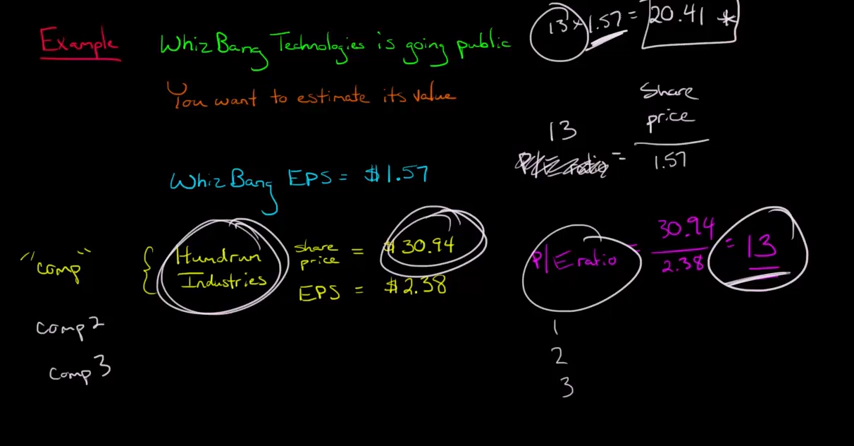 13 × 1.57 = 20.41 *
Example
WhizBang Technologies is going public
You want to estimate its value
Share
price
13
P/E ratio =
1.57
WhizBang EPS = $1.57
"comp"
Humdrum
Industries
share
price
= $30.94
EPS = $2.38
P/E ratio = 30.94
2.38
= 13
comp 2
comp 3
1
2
3